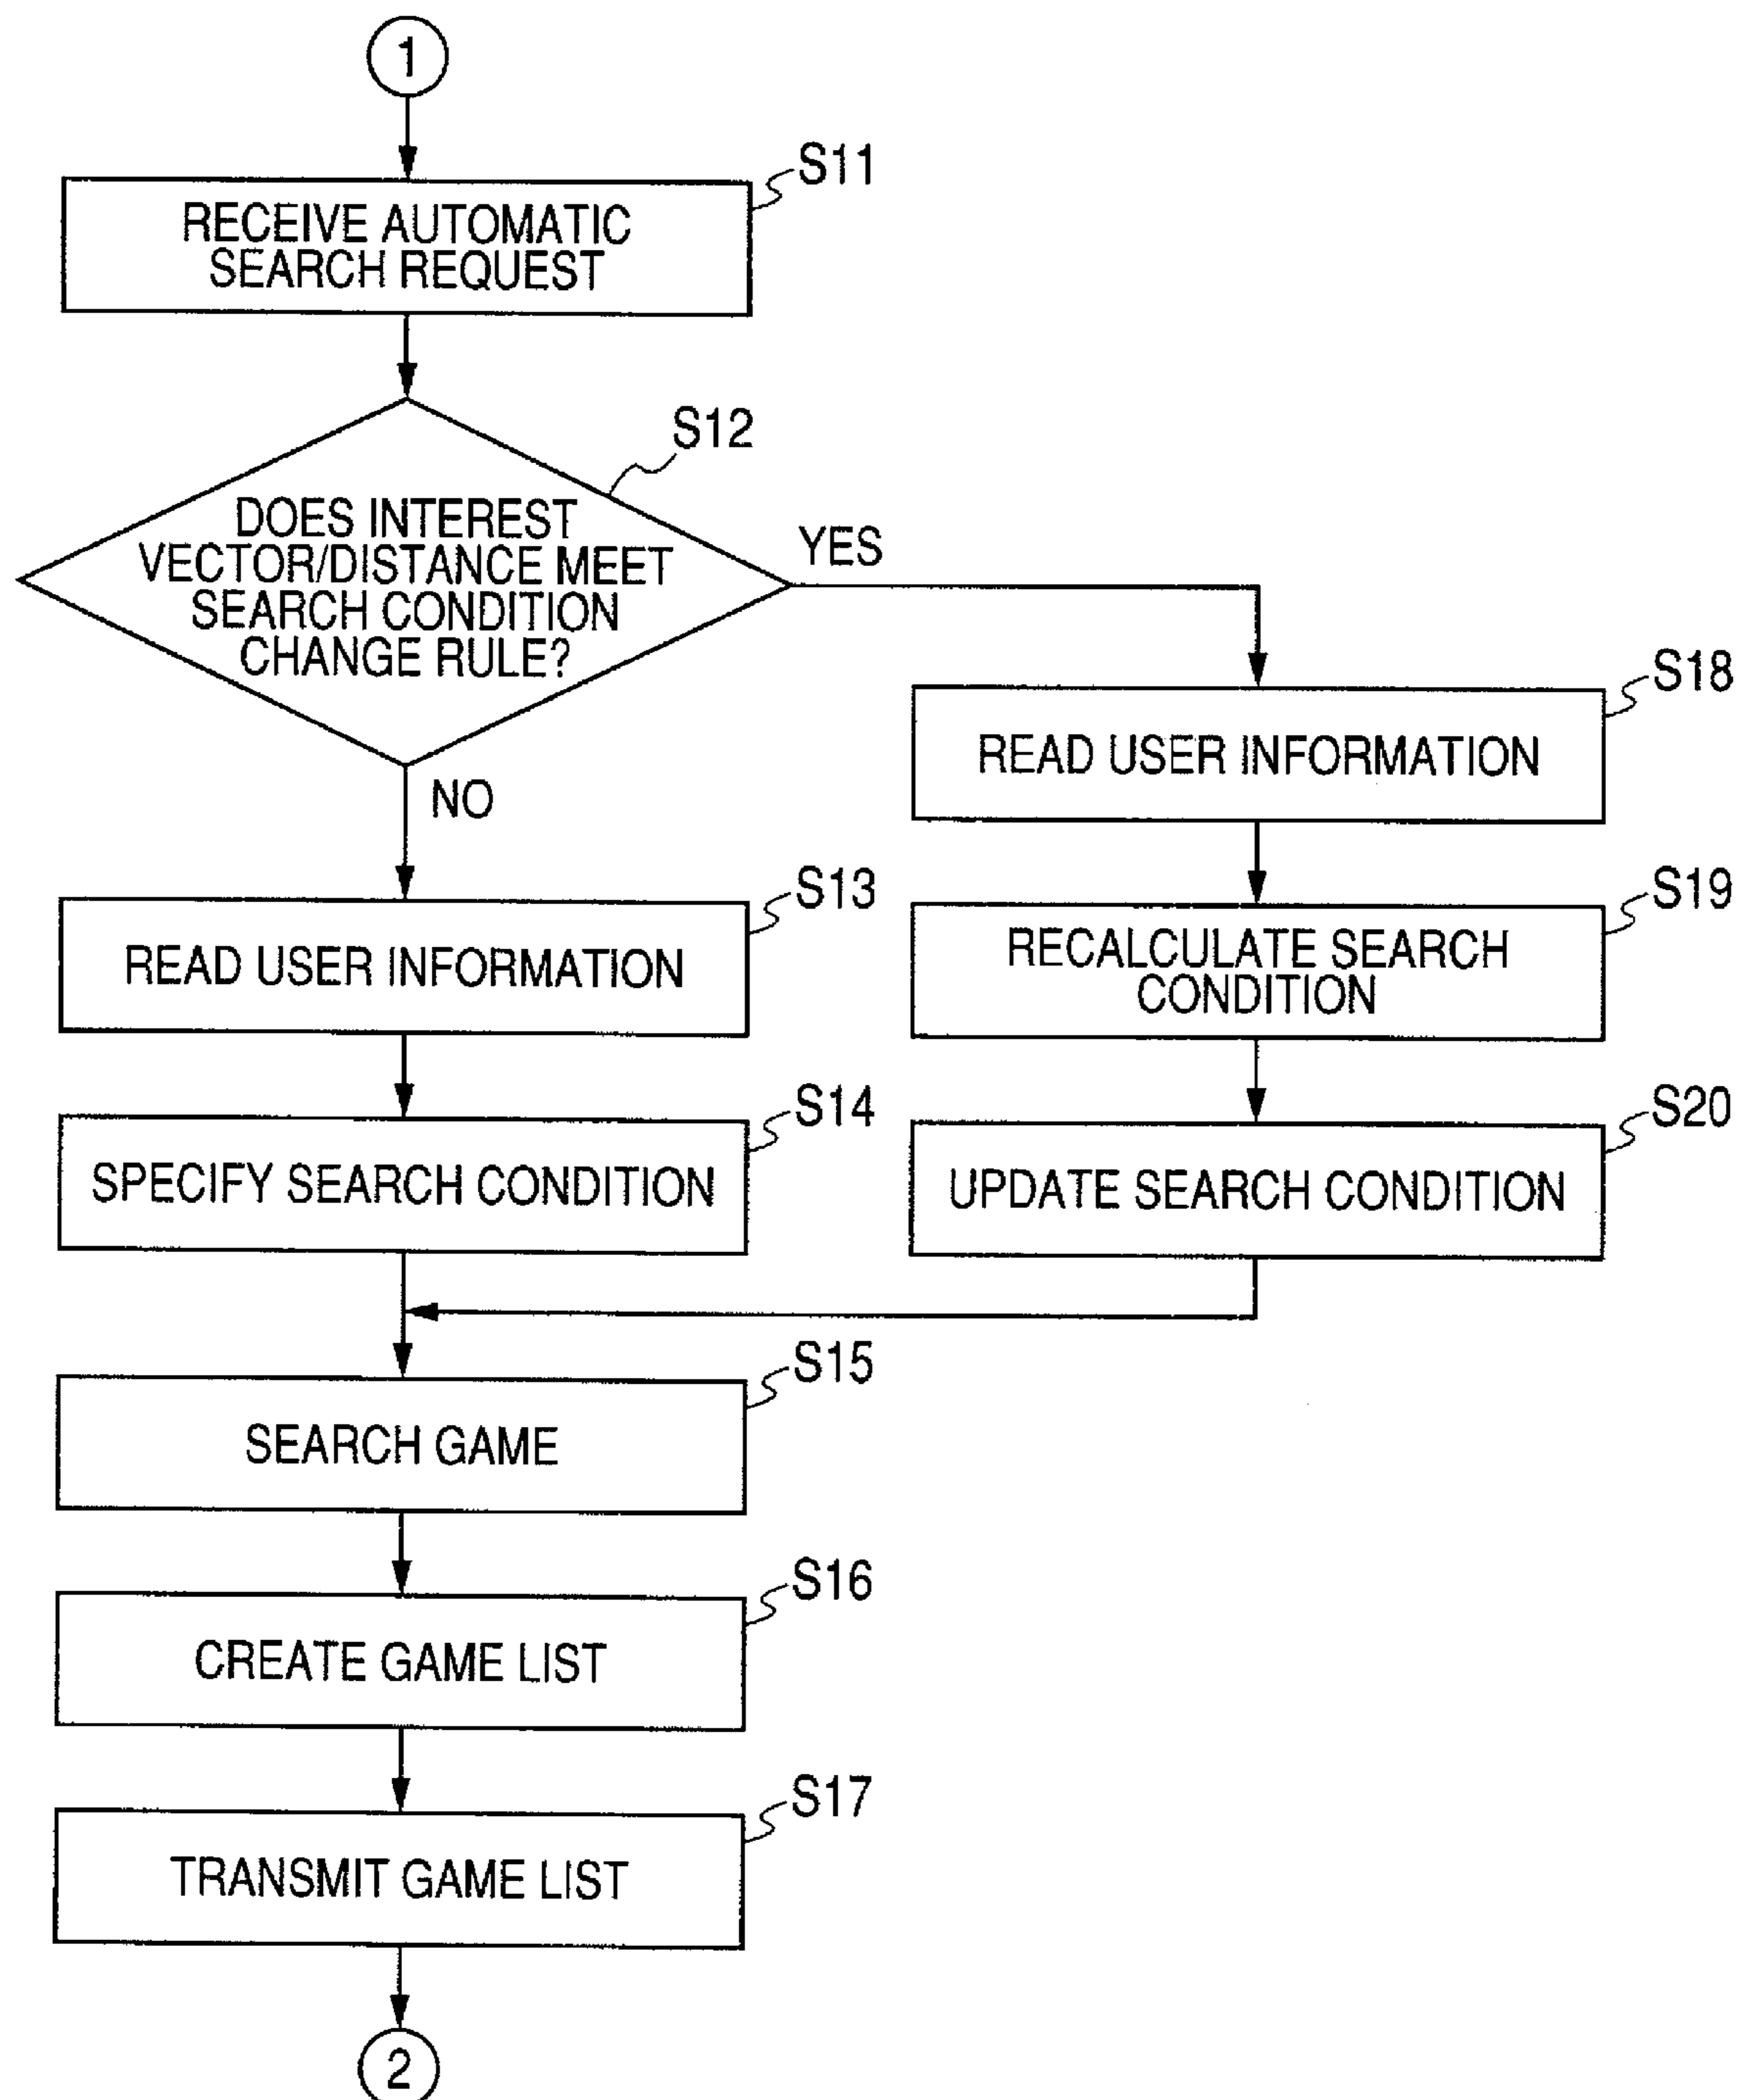 1
S11
RECEIVE AUTOMATIC
SEARCH REQUEST
S12
DOES INTEREST
VECTOR/DISTANCE MEET
SEARCH CONDITION
CHANGE RULE?
YES
NO
S18
READ USER INFORMATION
S13
READ USER INFORMATION
S19
RECALCULATE SEARCH
CONDITION
S14
SPECIFY SEARCH CONDITION
S20
UPDATE SEARCH CONDITION
S15
SEARCH GAME
S16
CREATE GAME LIST
S17
TRANSMIT GAME LIST
2